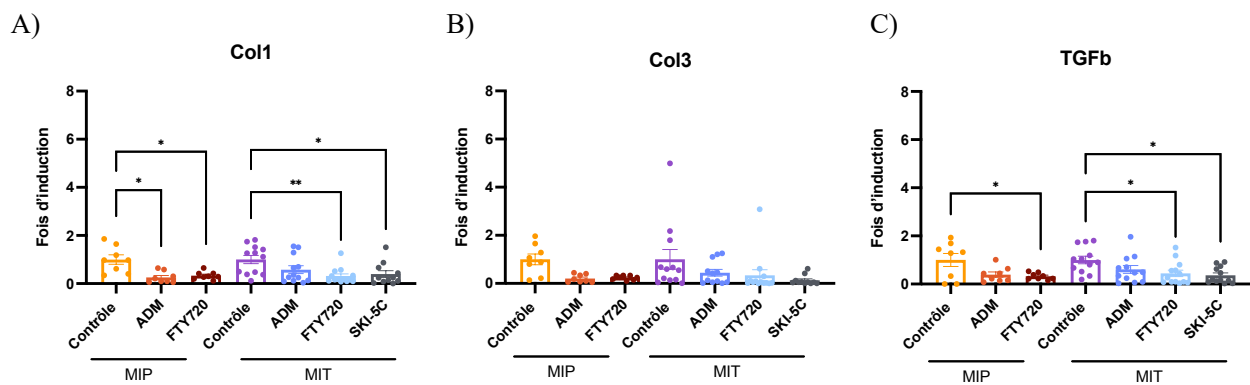 A)
Col1
Fois d'induction
8
6
4
2
0
*
*
**
*
Contrôle
ADM
FTY720
Contrôle
ADM
FTY720
SKI-5C
MIP
MIT
B)
Col3
Fois d'induction
8
6
4
2
0
Contrôle
ADM
FTY720
Contrôle
ADM
FTY720
SKI-5C
MIP
MIT
C)
TGFb
Fois d'induction
8
6
4
2
0
*
*
*
Contrôle
ADM
FTY720
Contrôle
ADM
FTY720
SKI-5C
MIP
MIT